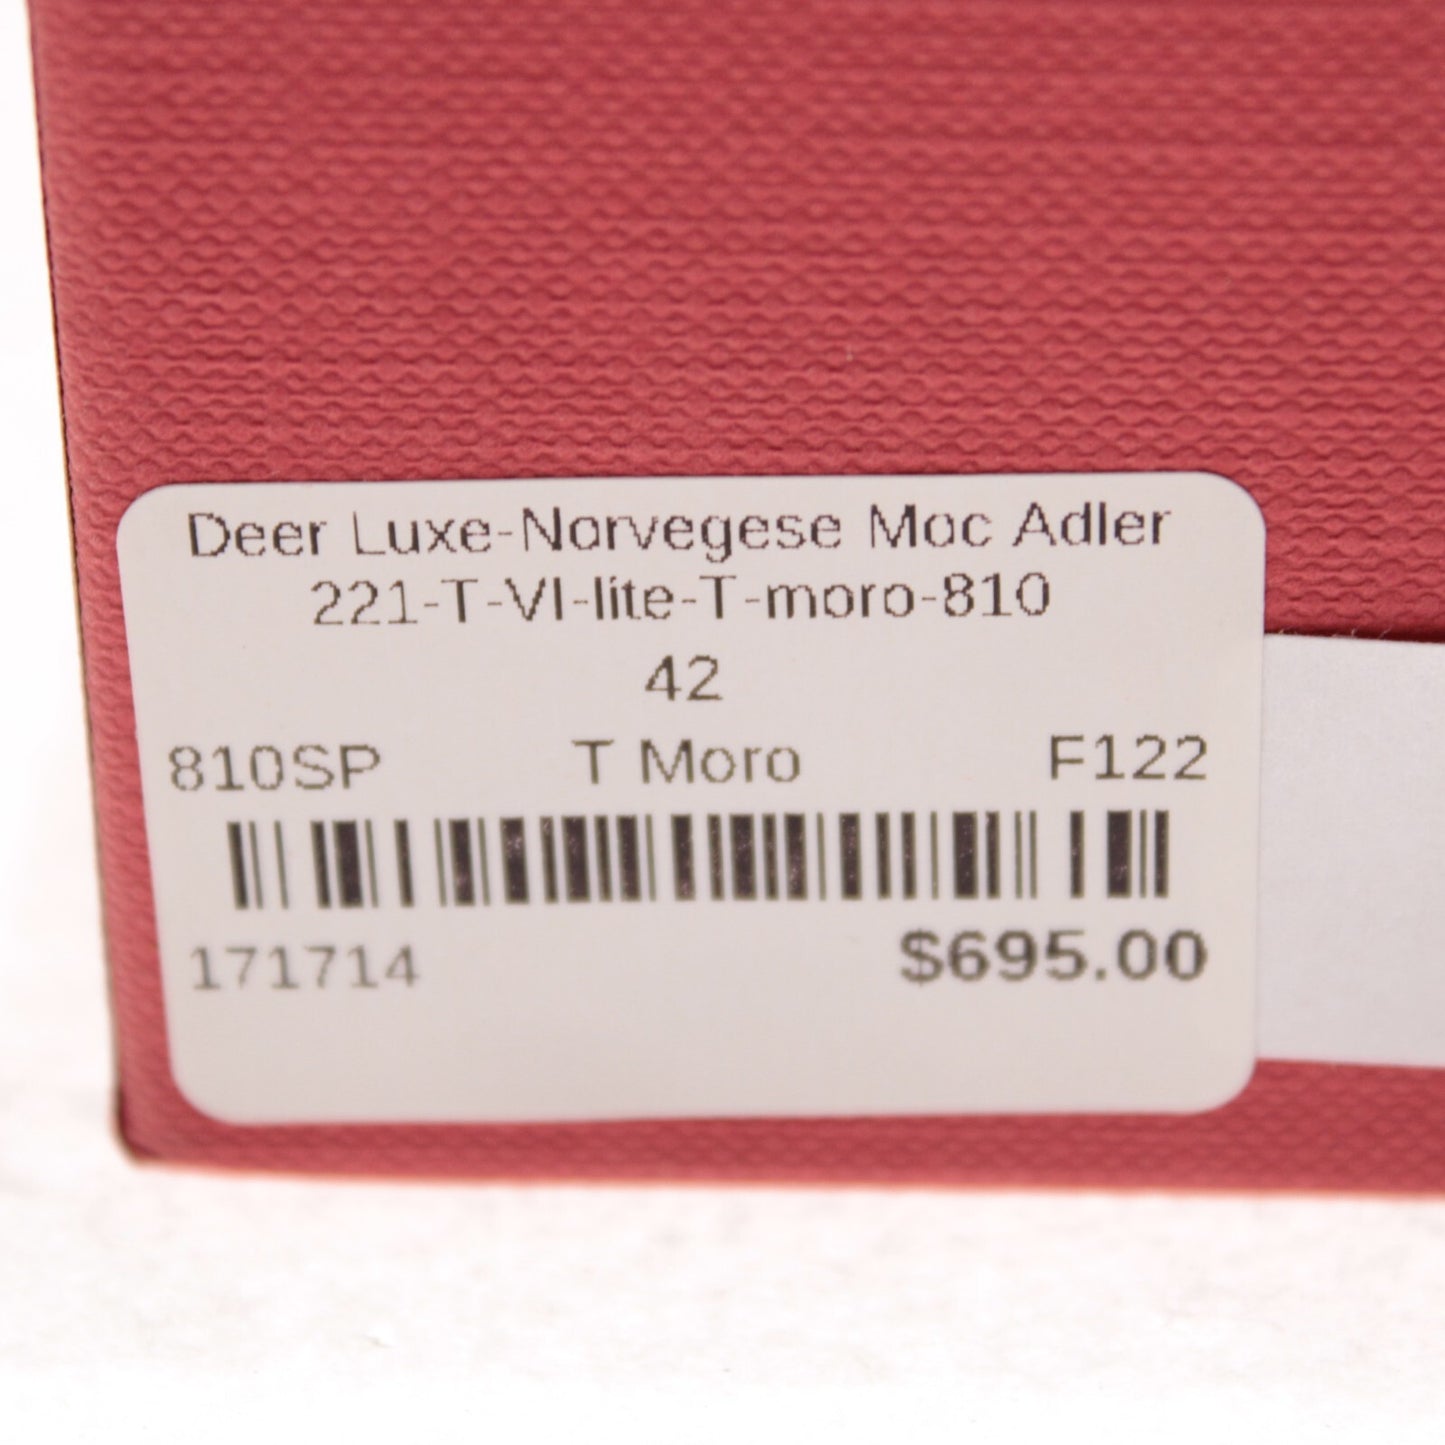 Deer Luxe-Norvegese Moc Adler
221-T-VI-lite-T-moro-810
42
810SP T Moro F122
171714 $695.00